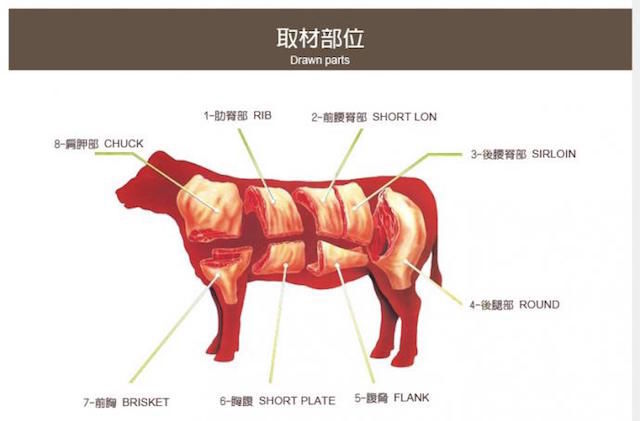 取材部位
Drawn parts
1-肋脊部 RIB
2-前腰脊部 SHORT LON
8-肩胛部 CHUCK
3-後腰脊部 SIRLOIN
4-後腿部 ROUND
7-前胸 BRISKET
6-胸腹 SHORT PLATE
5-腹脅 FLANK